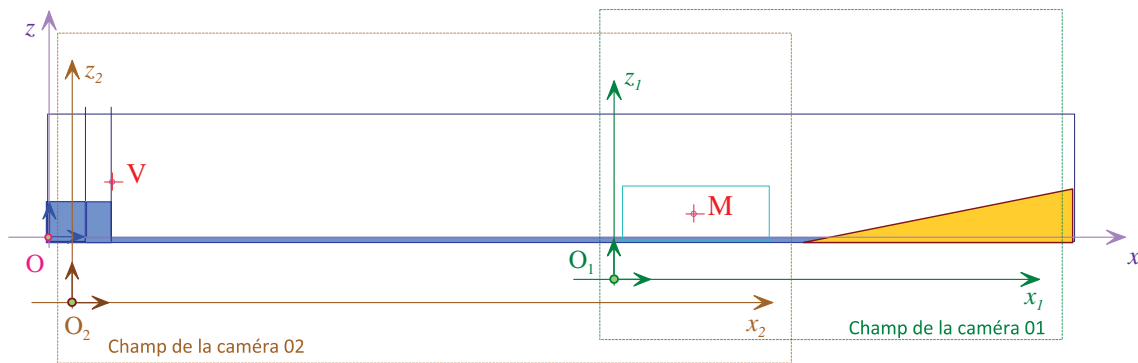 z
z₂
z₁
V
M
O
O₁
x
O₂
x₂
x₁
Champ de la caméra 02
Champ de la caméra 01